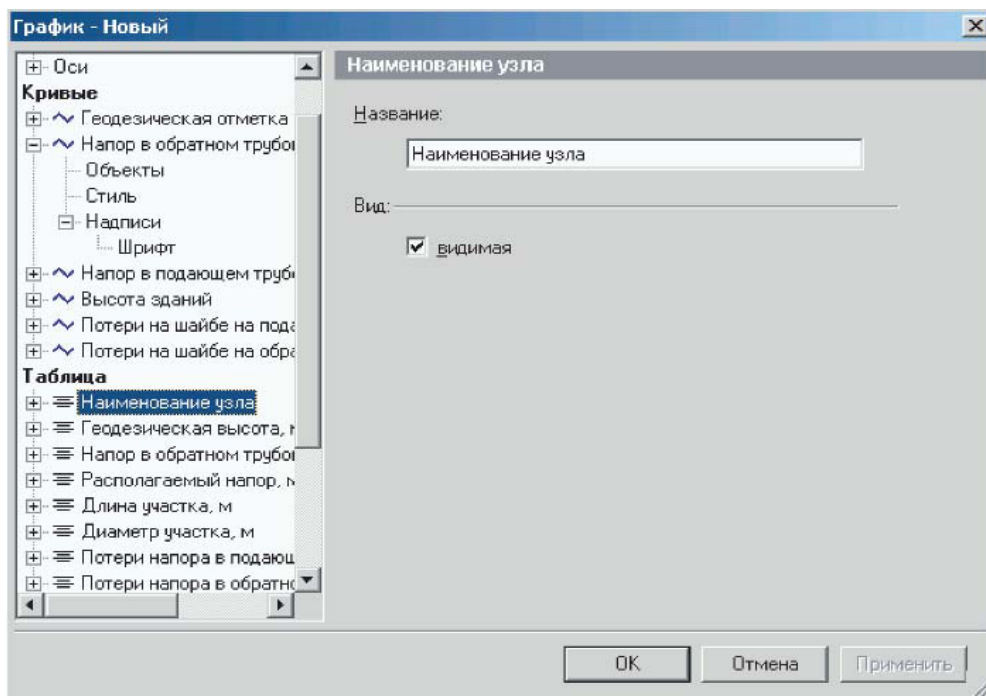 График - Новый
Оси
Кривые
Геодезическая отметка
Напор в обратном трубо
Объекты
Стиль
Надписи
Шрифт
Напор в подающем труб
Высота зданий
Потери на шайбе на пода
Потери на шайбе на обра
Таблица
Наименование узла
Геодезическая высота,
Напор в обратном трубо
Располагаемый напор,
Длина участка, м
Диаметр участка, м
Потери напора в подающ
Потери напора в обратн
Наименование узла
Название:
Наименование узла
Вид:
видимая
OK
Отмена
Применить